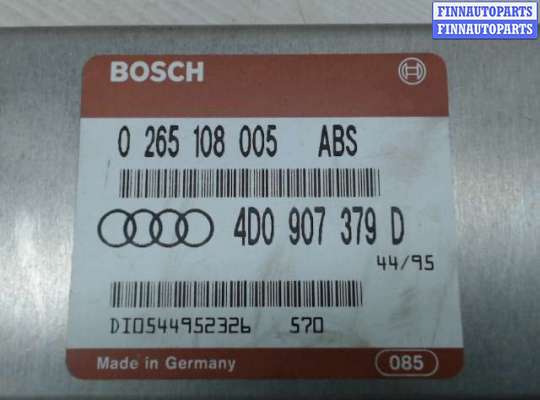 FINNAUTOPARTS
FINNAUTOPARTS
BOSCH
0 265 108 005 ABS
4D0 907 379 D
44/95
DI0544952326 570
Made in Germany 085